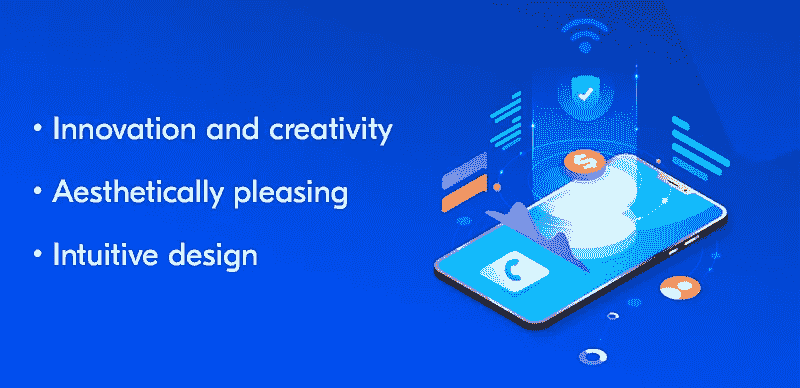 • Innovation and creativity
• Aesthetically pleasing
• Intuitive design
$